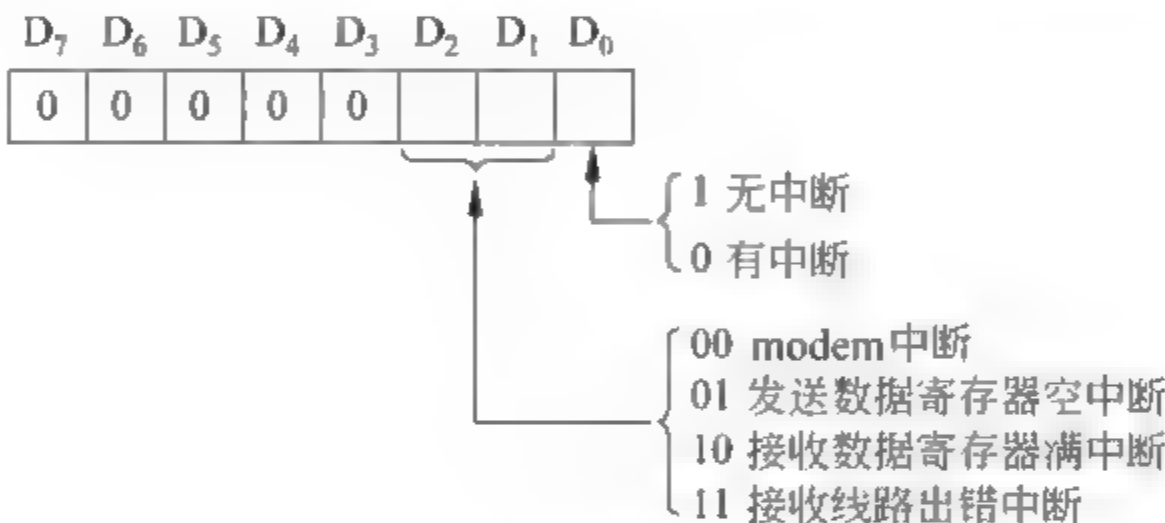 D₇ D₆ D₅ D₄ D₃ D₂ D₁ D₀
0 0 0 0 0
1 无中断
0 有中断
00 modem中断
01 发送数据寄存器空中断
10 接收数据寄存器满中断
11 接收线路出错中断